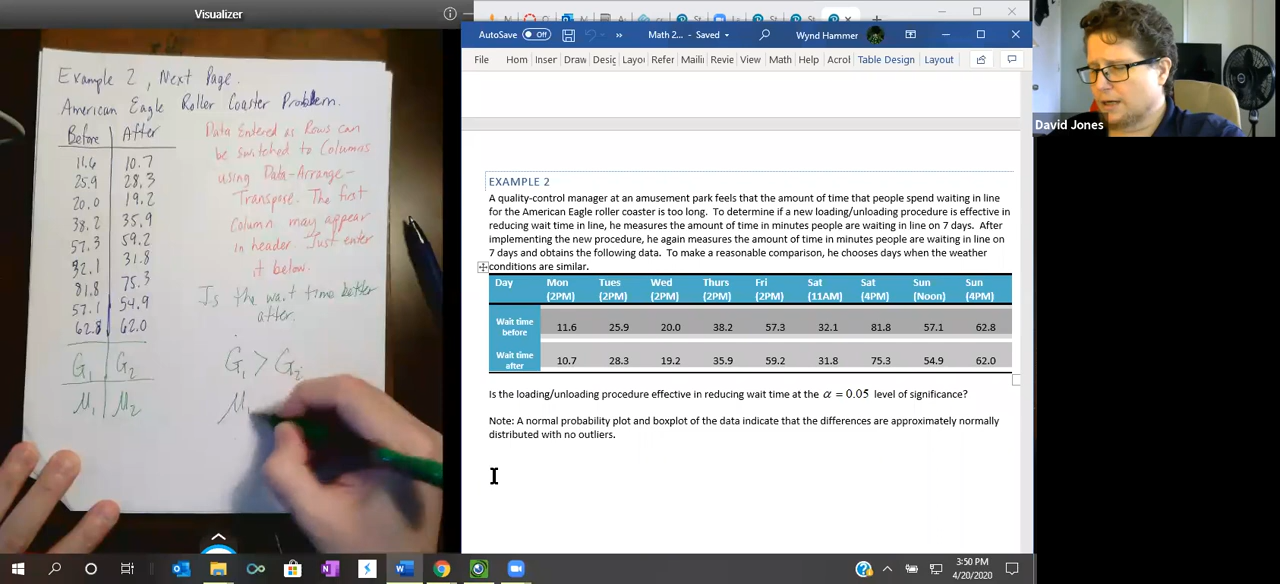 Visualizer
Example 2, Next Page.
American Eagle Roller Coaster Problem.
Before After
11.6 10.7
25.9 28.3
20.0 19.2
38.2 35.9
57.3 59.2
32.1 31.8
81.8 75.3
57.1 54.9
62.8 62.0
G₁ G₂
μ₁ μ₂
Data Entered as Rows can
be switched to Columns
using Data-Arrange-
Transpose. The first
Column may appear
in header. Just enter
it below.
Is the wait time better
after.
G₁ > G₂
μ₁
AutoSave Off Math 2... - Saved Wynd Hammer
File Hom Inser Draw Desig Layou Refer Mailin Revie View Math Help Acrob Table Design Layout
EXAMPLE 2
A quality-control manager at an amusement park feels that the amount of time that people spend waiting in line
for the American Eagle roller coaster is too long. To determine if a new loading/unloading procedure is effective in
reducing wait time in line, he measures the amount of time in minutes people are waiting in line on 7 days. After
implementing the new procedure, he again measures the amount of time in minutes people are waiting in line on
7 days and obtains the following data. To make a reasonable comparison, he chooses days when the weather
conditions are similar.
Day Mon Tues Wed Thurs Fri Sat Sat Sun Sun
(2PM) (2PM) (2PM) (2PM) (2PM) (11AM) (4PM) (Noon) (4PM)
Wait time
before 11.6 25.9 20.0 38.2 57.3 32.1 81.8 57.1 62.8
Wait time
after 10.7 28.3 19.2 35.9 59.2 31.8 75.3 54.9 62.0
Is the loading/unloading procedure effective in reducing wait time at the α = 0.05 level of significance?
Note: A normal probability plot and boxplot of the data indicate that the differences are approximately normally
distributed with no outliers.
David Jones
3:50 PM
4/20/2020